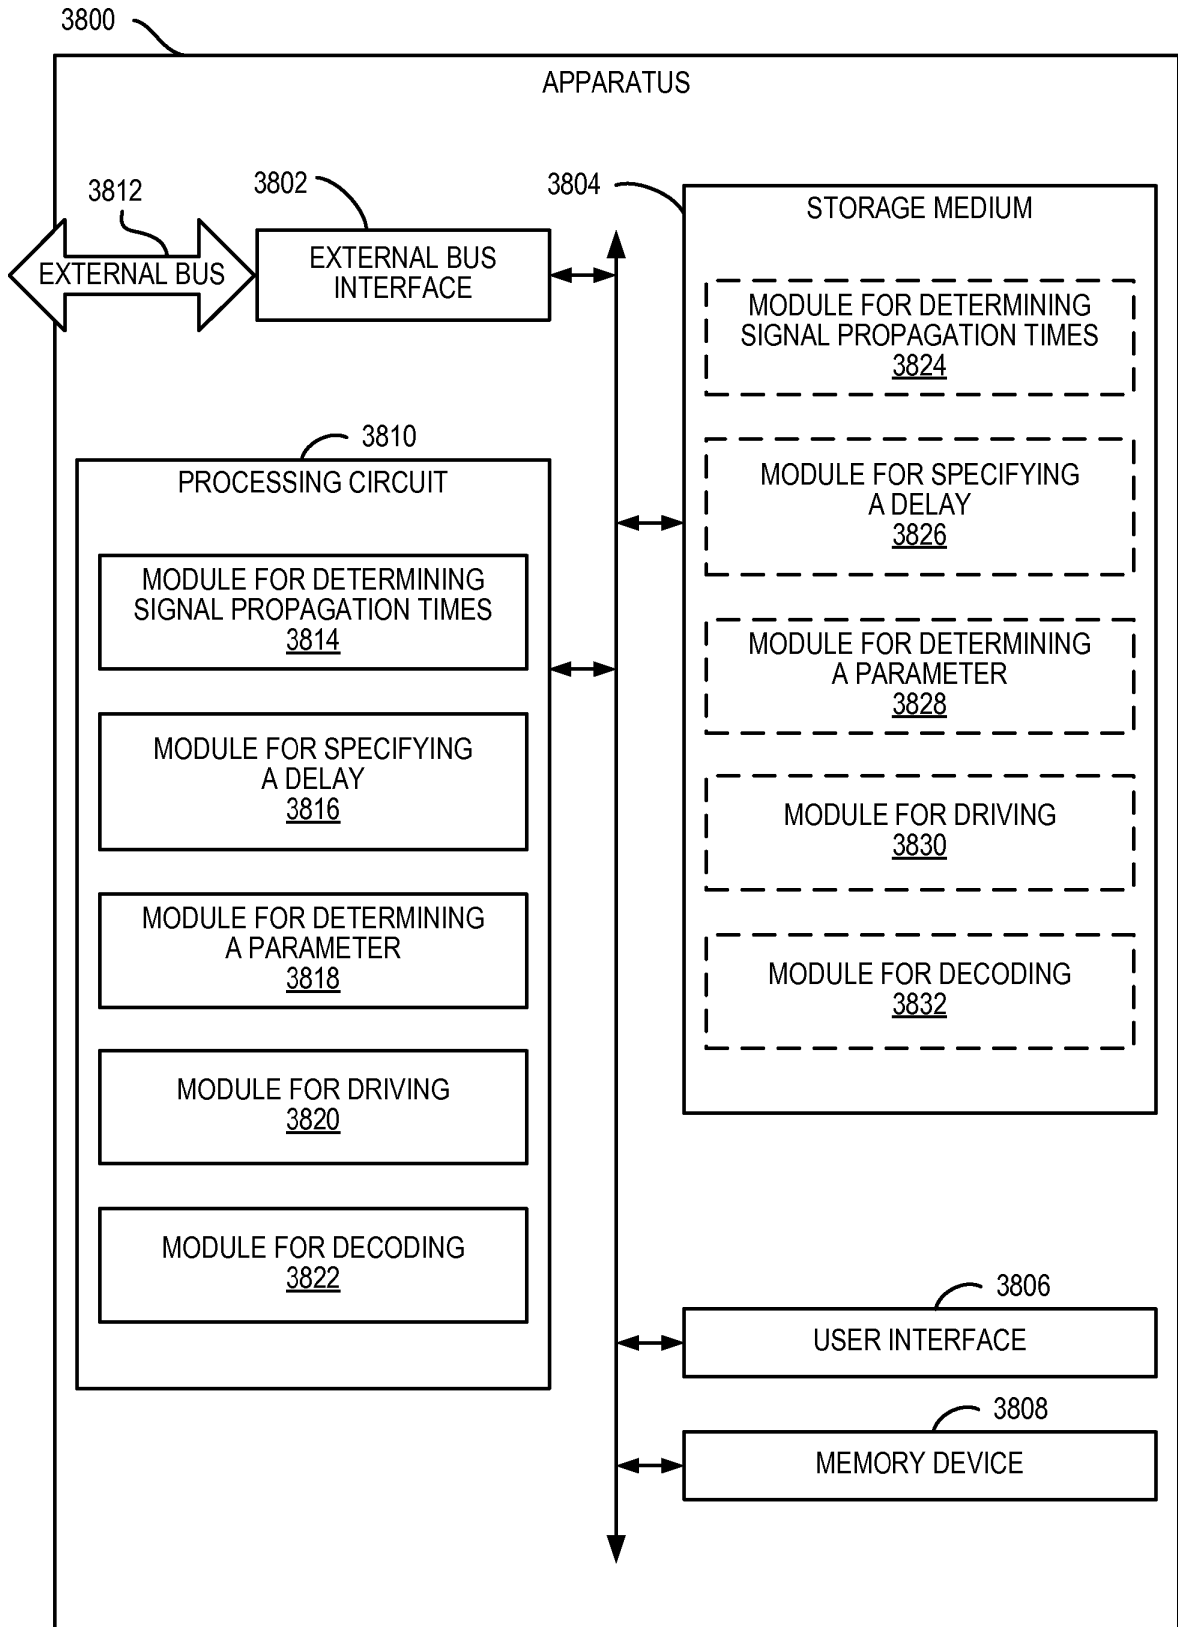 3800
APPARATUS
3812
EXTERNAL BUS
3802
EXTERNAL BUS
INTERFACE
3804
STORAGE MEDIUM
MODULE FOR DETERMINING
SIGNAL PROPAGATION TIMES
3824
MODULE FOR SPECIFYING
A DELAY
3826
MODULE FOR DETERMINING
A PARAMETER
3828
MODULE FOR DRIVING
3830
MODULE FOR DECODING
3832
3810
PROCESSING CIRCUIT
MODULE FOR DETERMINING
SIGNAL PROPAGATION TIMES
3814
MODULE FOR SPECIFYING
A DELAY
3816
MODULE FOR DETERMINING
A PARAMETER
3818
MODULE FOR DRIVING
3820
MODULE FOR DECODING
3822
3806
USER INTERFACE
3808
MEMORY DEVICE